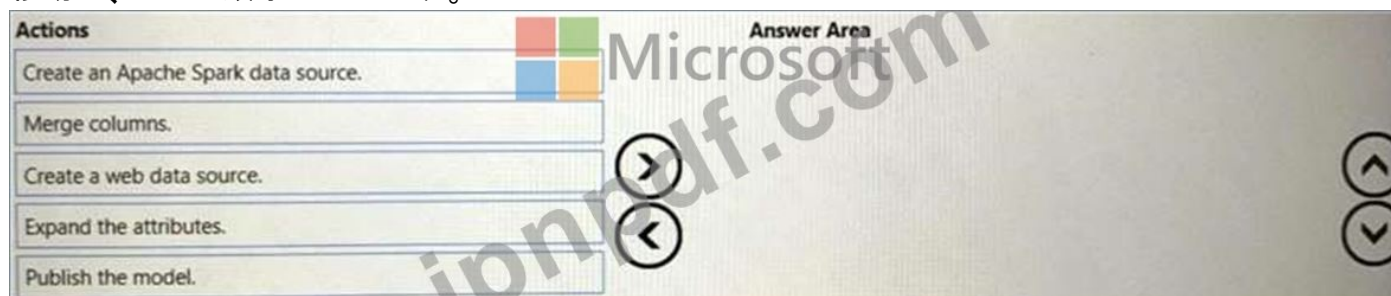 Actions
Answer Area
Microsoft
Create an Apache Spark data source.
Merge columns.
Create a web data source.
Expand the attributes.
Publish the model.
jpnpdf.com